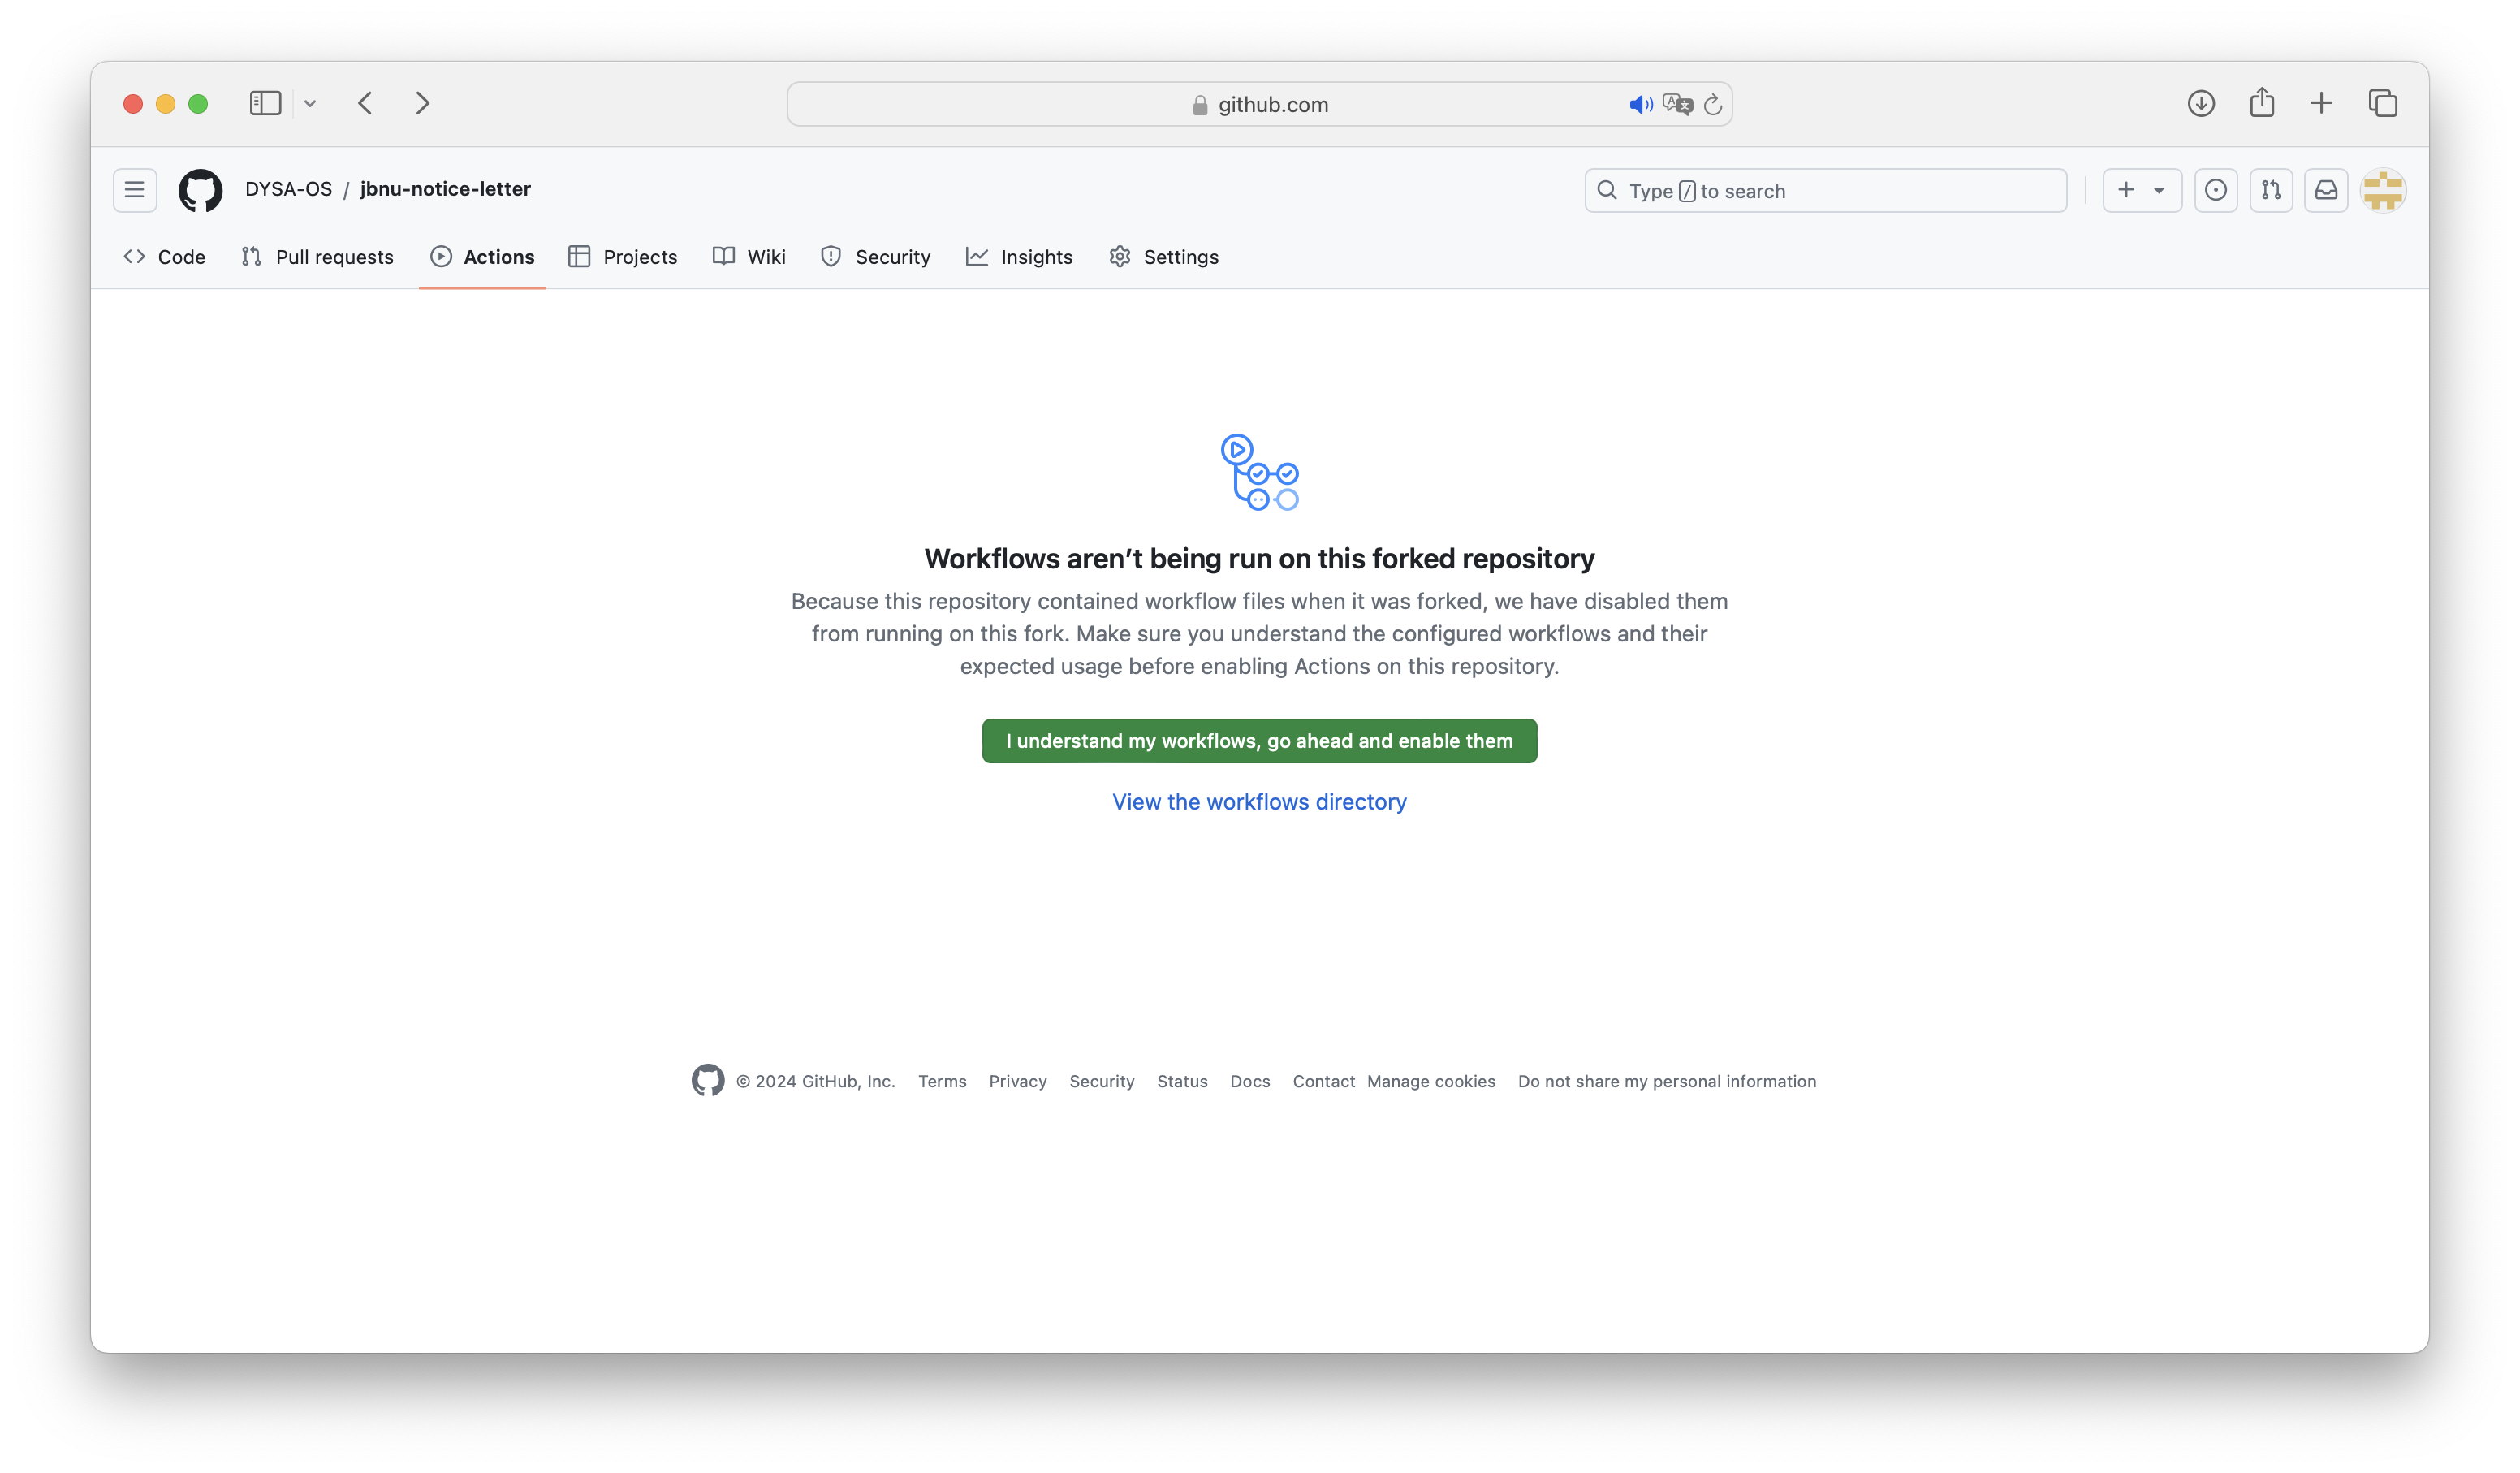 github.com
DYSA-OS / jbnu-notice-letter
Type / to search
Code Pull requests Actions Projects Wiki Security Insights Settings
Workflows aren’t being run on this forked repository
Because this repository contained workflow files when it was forked, we have disabled them
from running on this fork. Make sure you understand the configured workflows and their
expected usage before enabling Actions on this repository.
I understand my workflows, go ahead and enable them
View the workflows directory
© 2024 GitHub, Inc. Terms Privacy Security Status Docs Contact Manage cookies Do not share my personal information